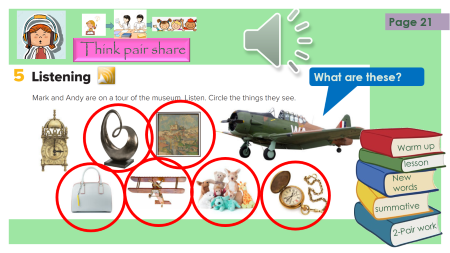 Page 21
Think pair share
5 Listening
What are these?
Mark and Andy are on a tour of the museum. Listen. Circle the things they see.
Warm up
lesson
New
words
summative
2-Pair work